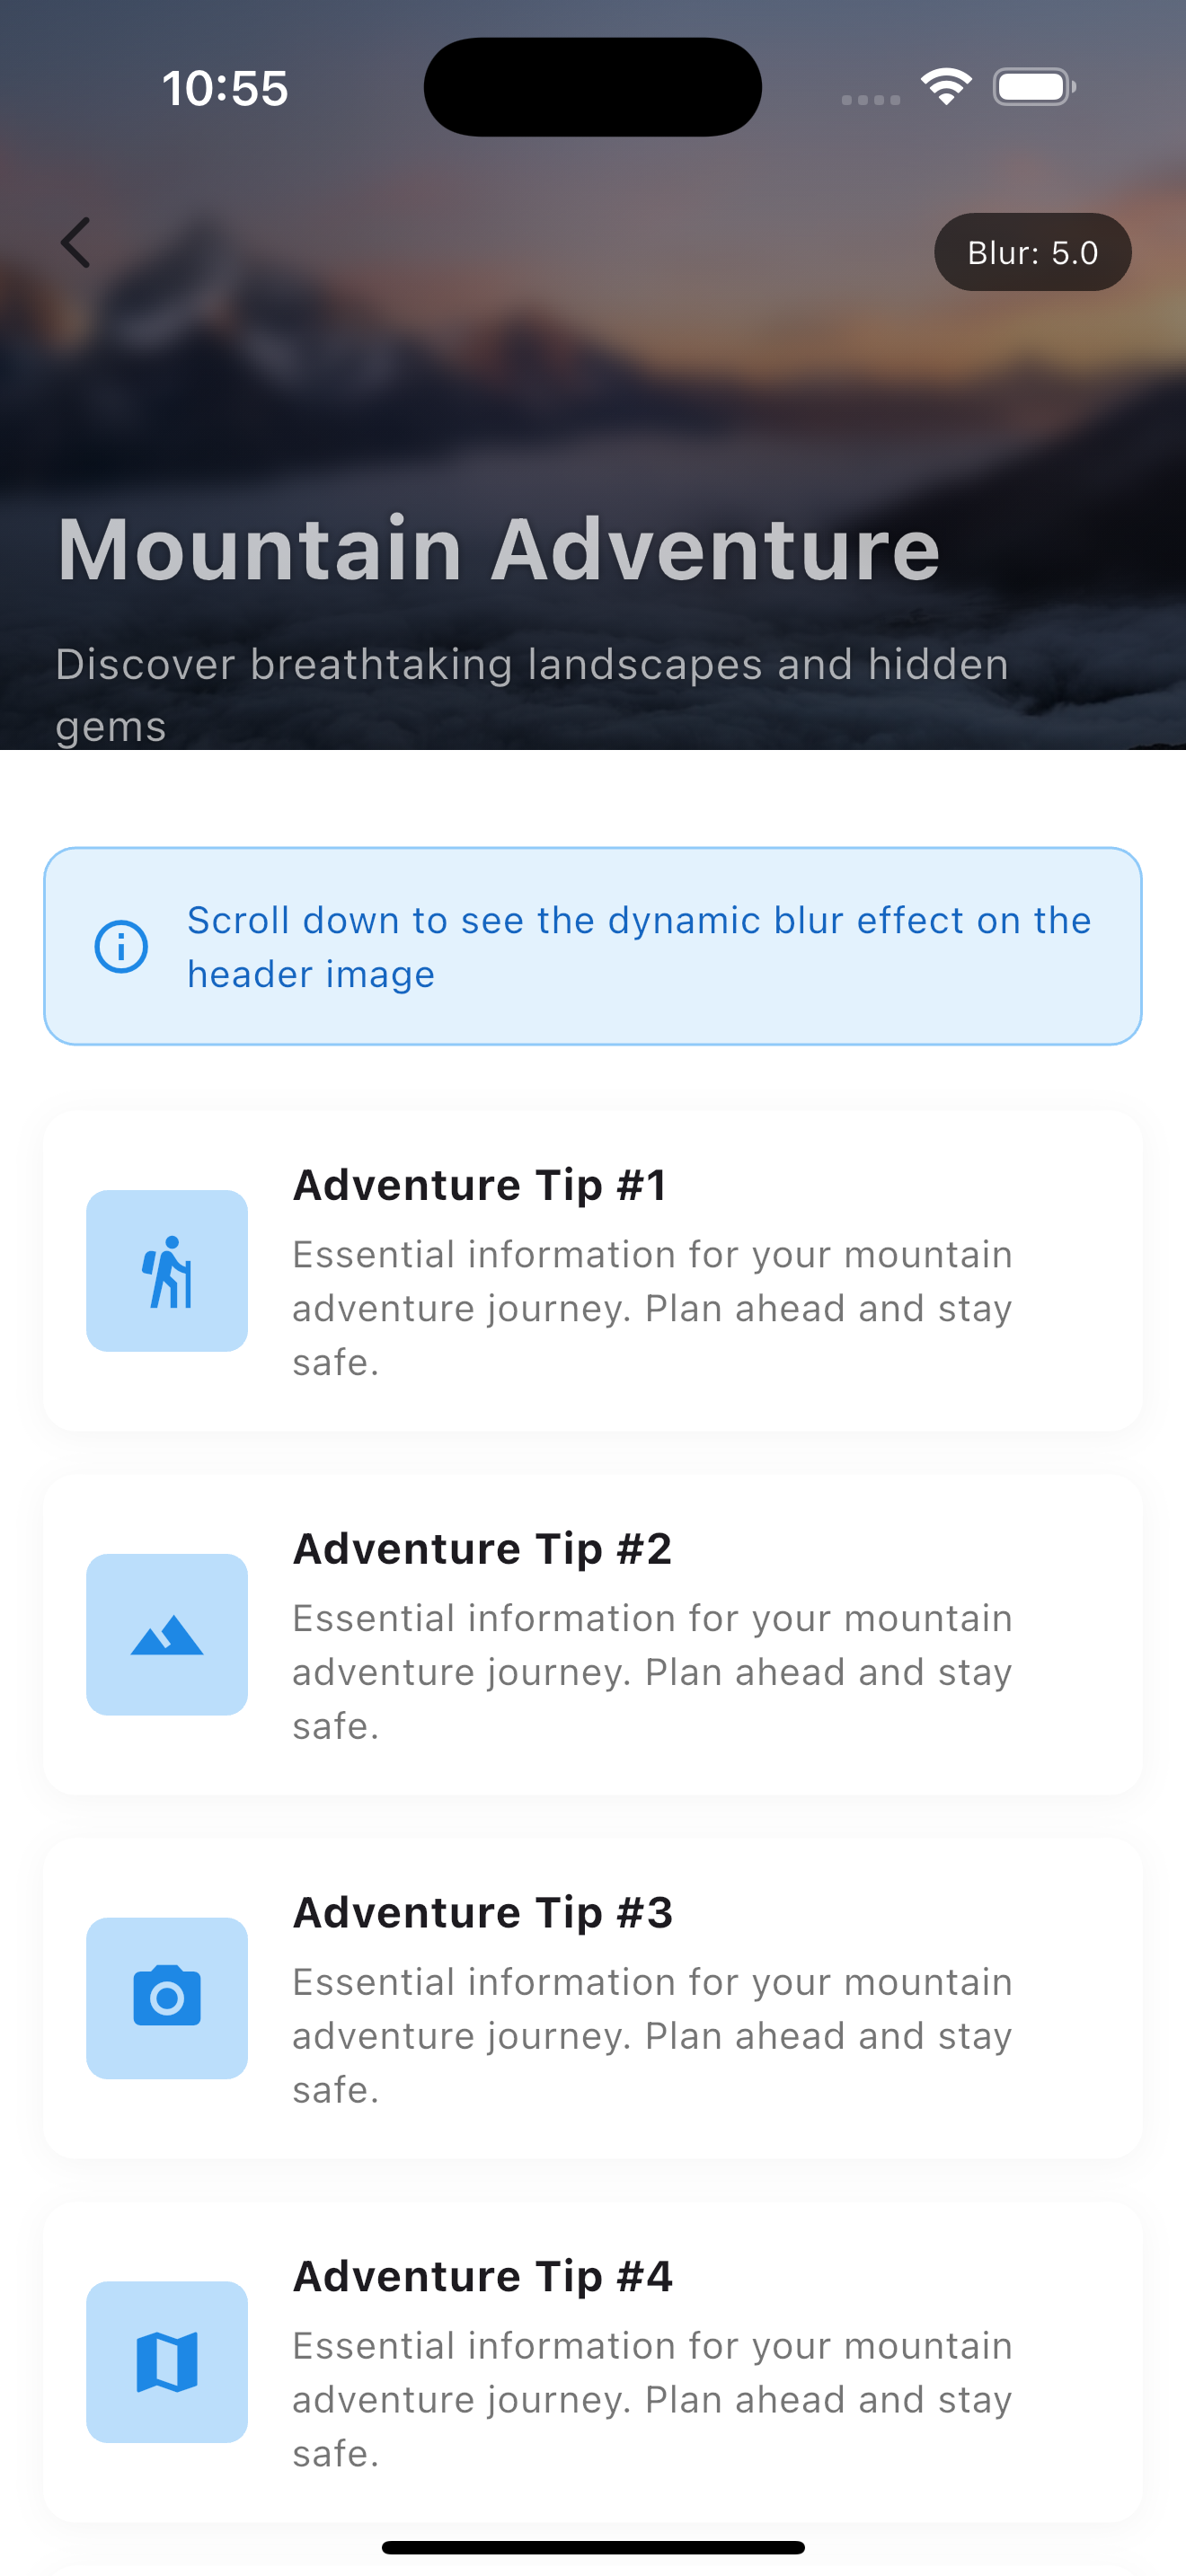 10:55
Blur: 5.0
Mountain Adventure
Discover breathtaking landscapes and hidden
gems
Scroll down to see the dynamic blur effect on the
header image
Adventure Tip #1
Essential information for your mountain
adventure journey. Plan ahead and stay
safe.
Adventure Tip #2
Essential information for your mountain
adventure journey. Plan ahead and stay
safe.
Adventure Tip #3
Essential information for your mountain
adventure journey. Plan ahead and stay
safe.
Adventure Tip #4
Essential information for your mountain
adventure journey. Plan ahead and stay
safe.